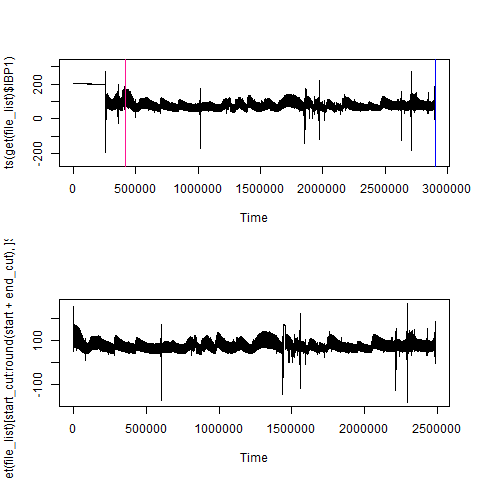 ts(get(file_list)$IBP1)
200
0
-200
0 500000 1000000 1500000 2000000 2500000 3000000
Time
et(file_list)[start_cut:round(start + end_cut), ]$
100
-100
0 500000 1000000 1500000 2000000 2500000
Time